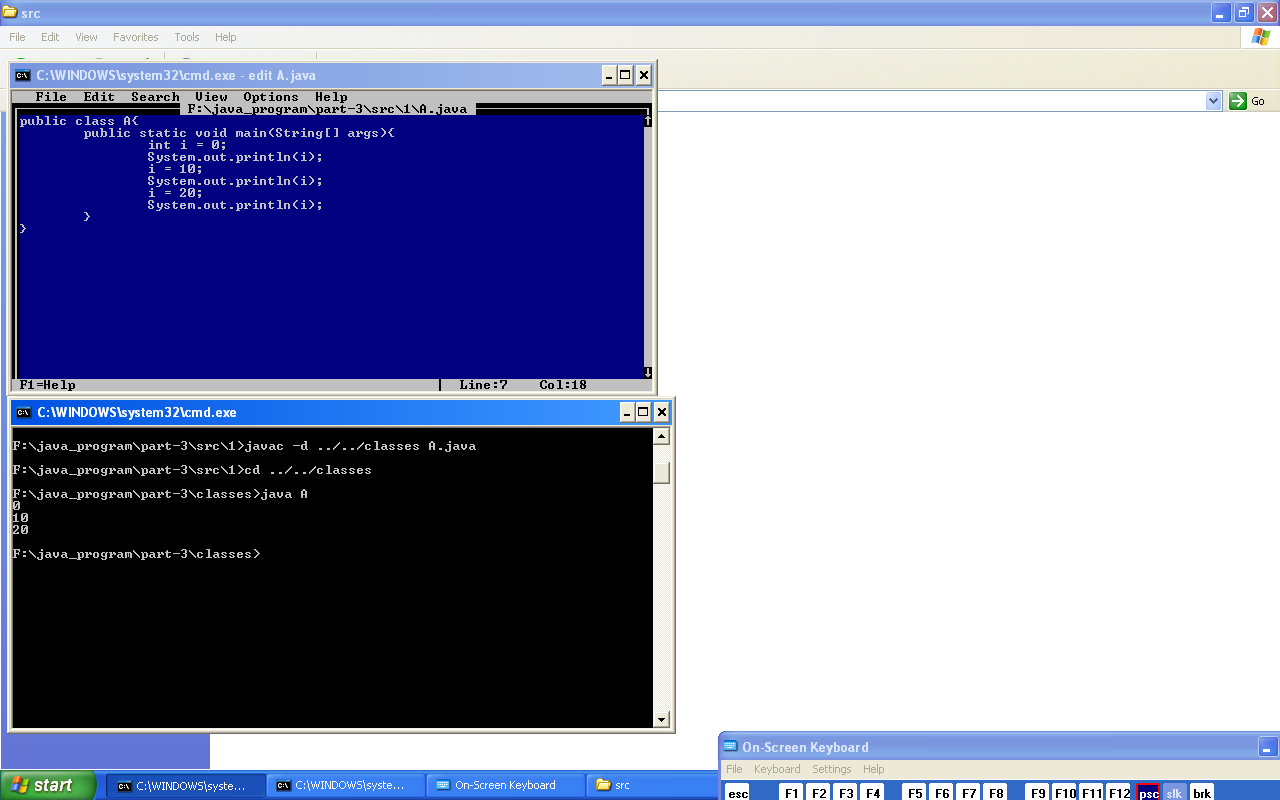 src
File Edit View Favorites Tools Help
Go
C:\WINDOWS\system32\cmd.exe - edit A.java
File Edit Search View Options Help
F:\java_program\part-3\src\1\A.java
public class A{
public static void main(String[] args){
int i = 0;
System.out.println(i);
i = 10;
System.out.println(i);
i = 20;
System.out.println(i);
}
}
F1=Help | Line:7 Col:18
C:\WINDOWS\system32\cmd.exe
F:\java_program\part-3\src\1>javac -d ../../classes A.java
F:\java_program\part-3\src\1>cd ../../classes
F:\java_program\part-3\classes>java A
0
10
20
F:\java_program\part-3\classes>
On-Screen Keyboard
File Keyboard Settings Help
esc F1 F2 F3 F4 F5 F6 F7 F8 F9 F10 F11 F12 psc slk brk
start C:\WINDOWS\syste... C:\WINDOWS\syste... On-Screen Keyboard src